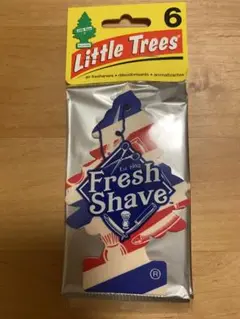 Little Trees®
6
air fresheners • désodorisants • aromatizantes
Est. 1952
Fresh
Shave
®